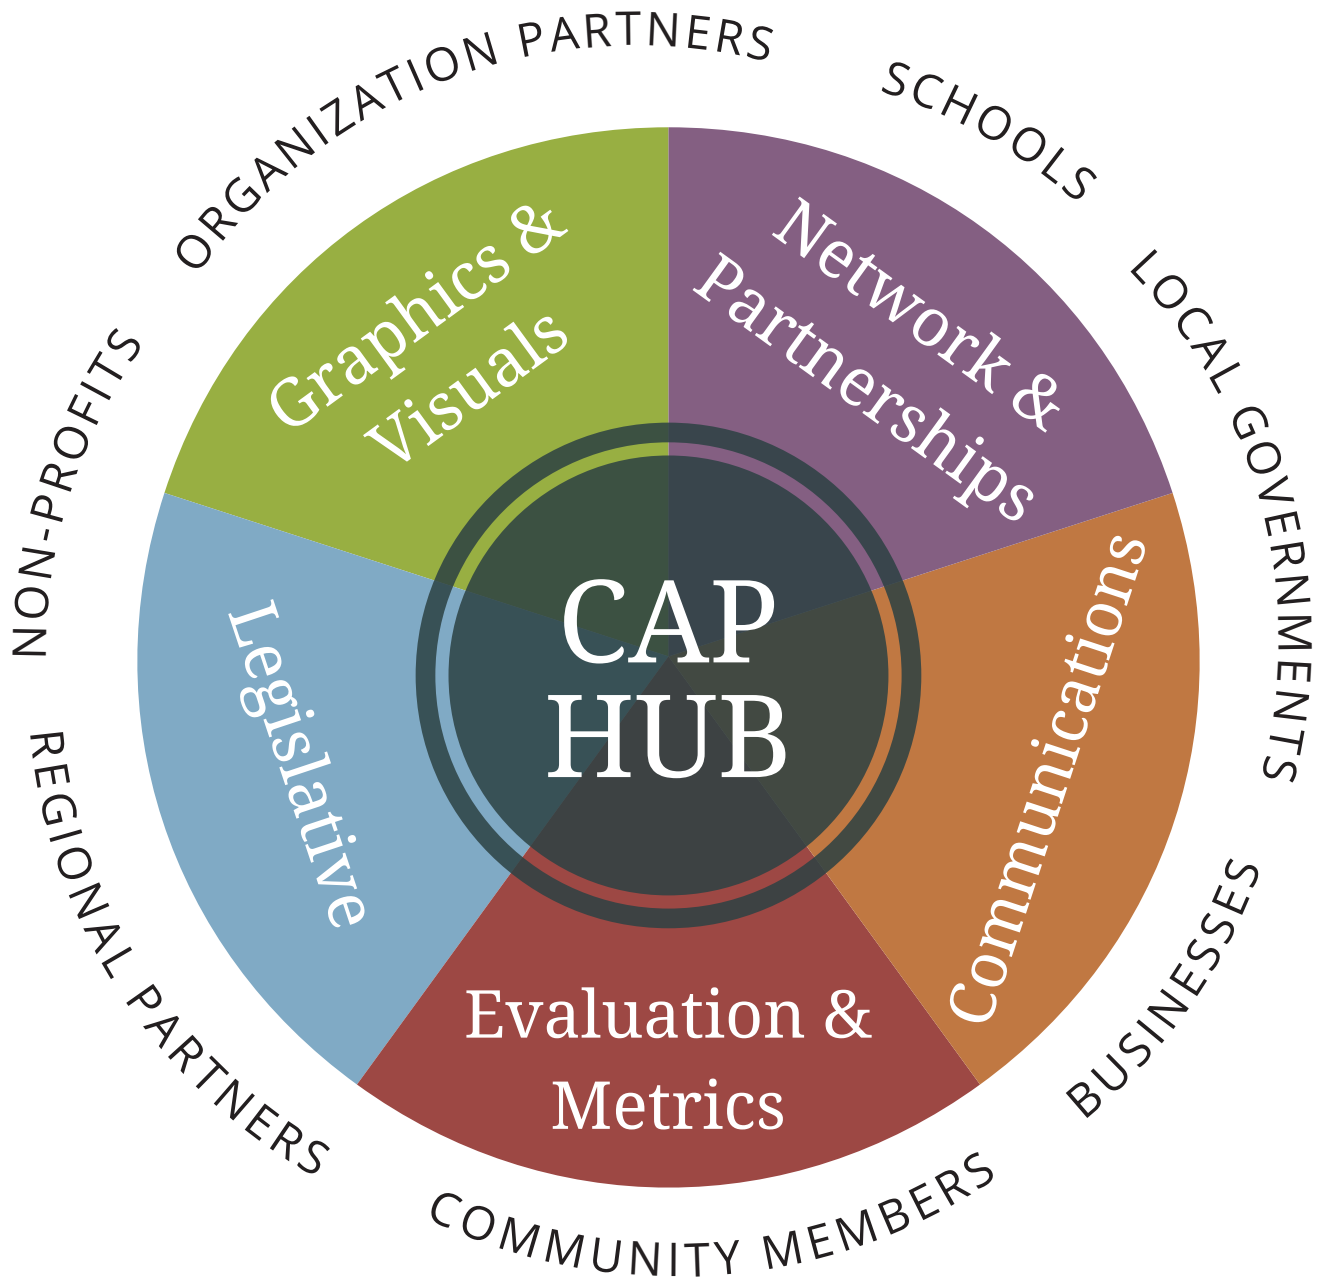 ORGANIZATION PARTNERS
SCHOOLS
LOCAL GOVERNMENTS
BUSINESSES
COMMUNITY MEMBERS
REGIONAL PARTNERS
NON-PROFITS
Graphics &
Visuals
Network &
Partnerships
Communications
Evaluation &
Metrics
Legislative
CAP
HUB